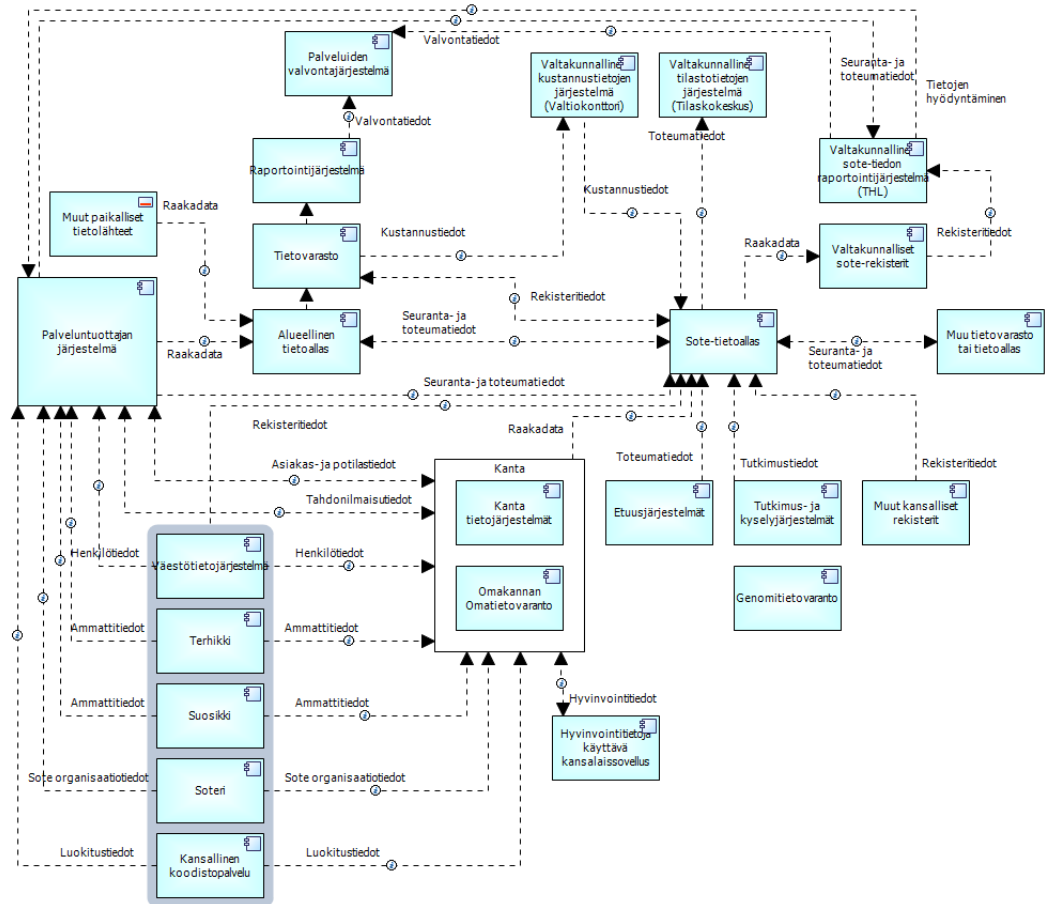 Valvontatiedot
Palveluiden
valvontajärjestelmä
Valtakunnalline
kustannustietojen
järjestelmä
(Valtiokonttori)
Valtakunnalline
tilastotietojen
järjestelmä
(Tilaskokeskus)
Seuranta- ja
toteumatiedot
Tietojen
hyödyntäminen
Valvontatiedot
Toteumatiedot
Raportointijärjestelmä
Valtakunnalline
sote-tiedon
raportointijärjestelmä
(THL)
Muut paikalliset
tietolähteet
Raakadata
Kustannustiedot
Tietovarasto
Kustannustiedot
Raakadata
Valtakunnalliset
sote-rekisterit
Rekisteritiedot
Rekisteritiedot
Palveluntuottajan
järjestelmä
Raakadata
Alueellinen
tietoallas
Seuranta- ja
toteumatiedot
Sote-tietoallas
Seuranta- ja
toteumatiedot
Muu tietovarasto
tai tietoallas
Seuranta- ja toteumatiedot
Rekisteritiedot
Raakadata
Asiakas- ja potilastiedot
Kanta
Toteumatiedot
Tutkimustiedot
Rekisteritiedot
Tahdonilmaisutiedot
Kanta
tietojärjestelmät
Etuusjärjestelmät
Tutkimus- ja
kyselyjärjestelmät
Muut kansalliset
rekisterit
Henkilötiedot
Väestötietojärjestelmä
Henkilötiedot
Omakannan
Omatietovaranto
Genomitietovaranto
Ammattitiedot
Terhikki
Ammattitiedot
Ammattitiedot
Suosikki
Ammattitiedot
Hyvinvointitiedot
Hyvinvointitietoja
käyttävä
kansalaissovellus
Sote organisaatiotiedot
Soteri
Sote organisaatiotiedot
Luokitustiedot
Kansallinen
koodistopalvelu
Luokitustiedot